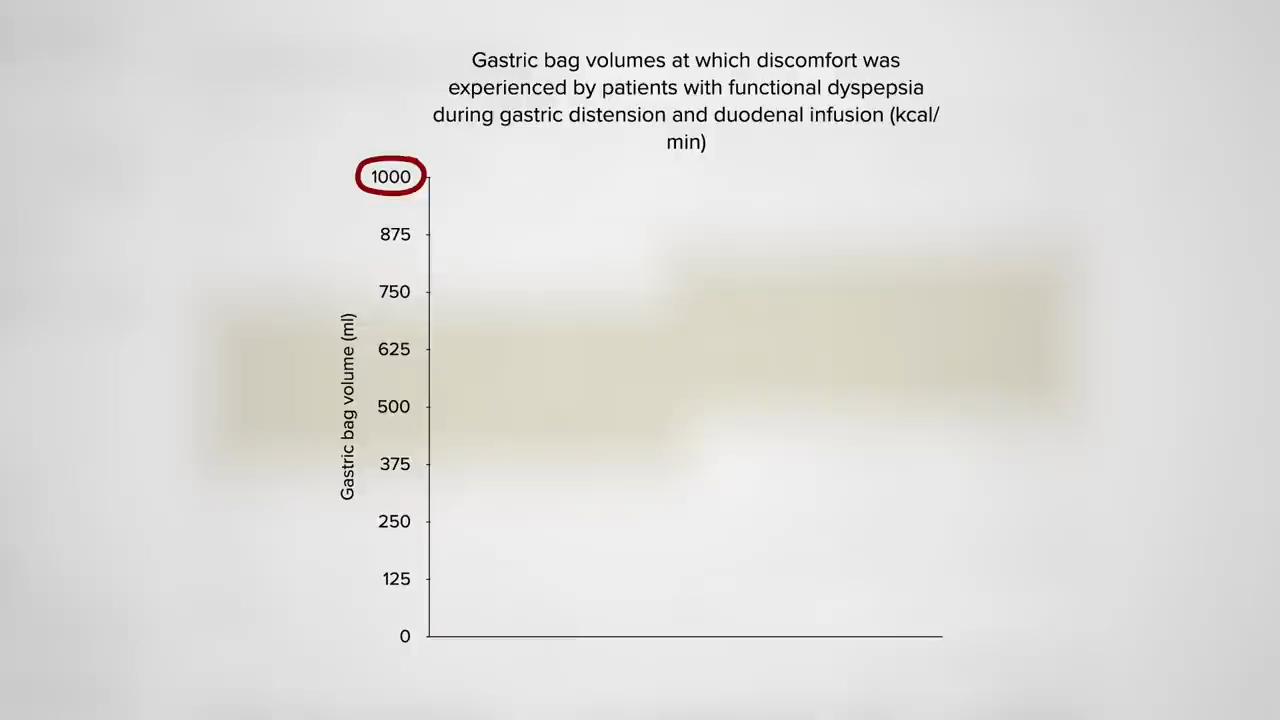 Gastric bag volumes at which discomfort was
experienced by patients with functional dyspepsia
during gastric distension and duodenal infusion (kcal/
min)
1000
875
750
625
500
375
250
125
0
Gastric bag volume (ml)